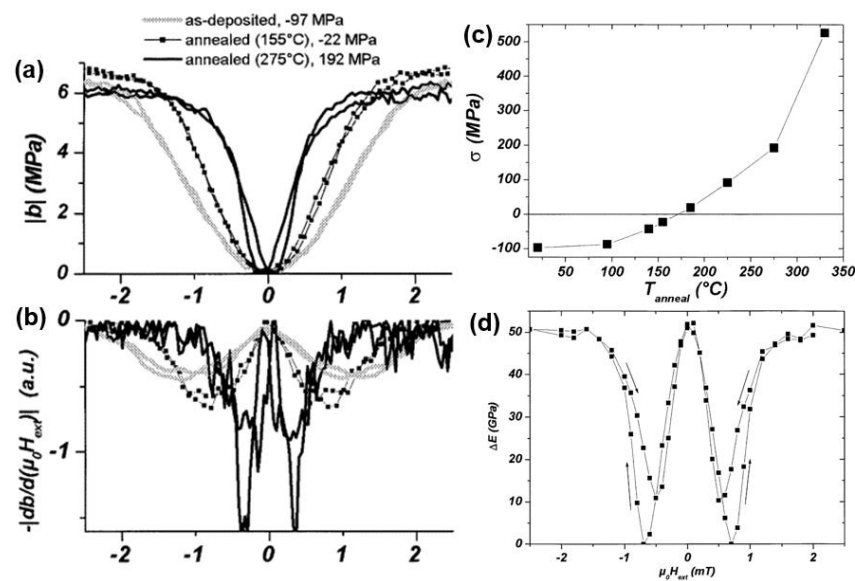 as-deposited, -97 MPa
annealed (155°C), -22 MPa
annealed (275°C), 192 MPa
(a)
6
4
2
0
|b| (MPa)
-2 -1 0 1 2
(b)
0
-1
-|db/d(μ₀H_ext)| (a.u.)
-2 -1 0 1 2
(c)
500
400
300
200
100
0
-100
σ (MPa)
50 100 150 200 250 300 350
T_anneal (°C)
(d)
50
40
30
20
10
0
ΔE (GPa)
-2 -1 0 1 2
μ₀H_ext (mT)